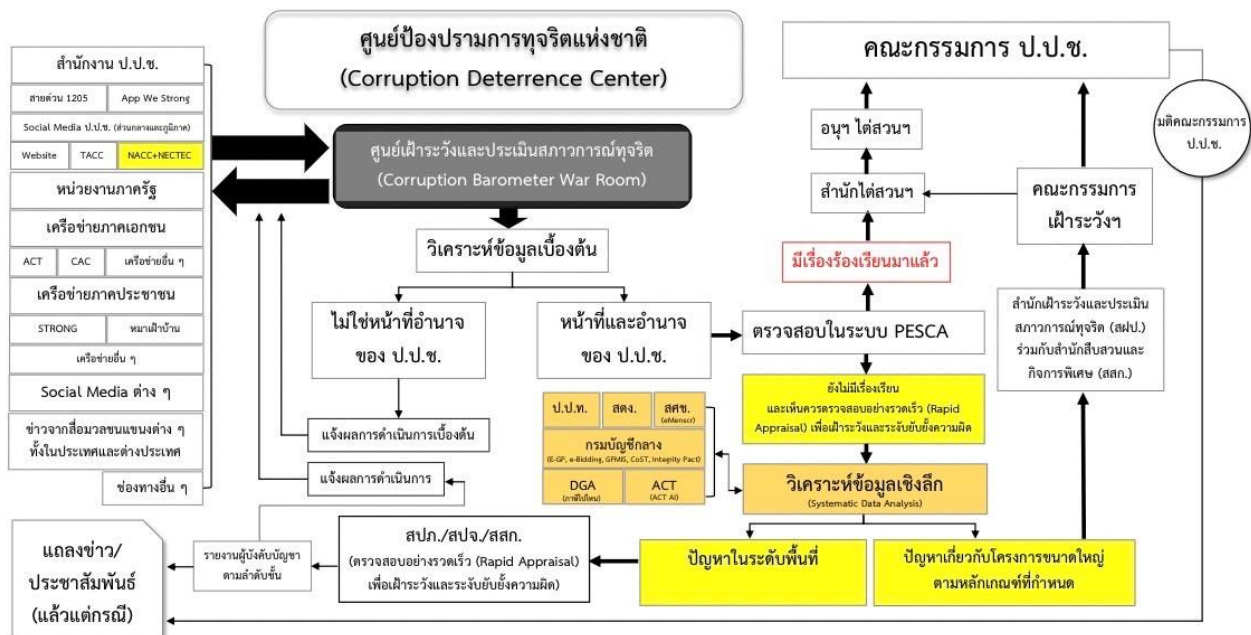 ศูนย์ป้องปรามการทุจริตแห่งชาติ
(Corruption Deterrence Center)
สำนักงาน ป.ป.ช.
สายด่วน 1205
App We Strong
Social Media ป.ป.ช. (ส่วนกลางและภูมิภาค)
Website
TACC
NACC+NECTEC
หน่วยงานภาครัฐ
เครือข่ายภาคเอกชน
ACT
CAC
เครือข่ายอื่น ๆ
เครือข่ายภาคประชาชน
STRONG
หมาเฝ้าบ้าน
เครือข่ายอื่น ๆ
Social Media ต่าง ๆ
ข่าวจากสื่อมวลชนแขนงต่าง ๆ
ทั้งในประเทศและต่างประเทศ
ช่องทางอื่น ๆ
ศูนย์เฝ้าระวังและประเมินสภาวการณ์ทุจริต
(Corruption Barometer War Room)
วิเคราะห์ข้อมูลเบื้องต้น
ไม่ใช่หน้าที่อำนาจ
ของ ป.ป.ช.
หน้าที่และอำนาจ
ของ ป.ป.ช.
แจ้งผลการดำเนินการเบื้องต้น
แจ้งผลการดำเนินการ
คณะกรรมการ ป.ป.ช.
มติคณะกรรมการ
ป.ป.ช.
อนุฯ ไต่สวนฯ
สำนักไต่สวนฯ
คณะกรรมการ
เฝ้าระวังฯ
มีเรื่องร้องเรียนมาแล้ว
ตรวจสอบในระบบ PESCA
สำนักเฝ้าระวังและประเมิน
สภาวการณ์ทุจริต (สฝป.)
ร่วมกับสำนักสืบสวนและ
กิจการพิเศษ (สสก.)
ยังไม่มีเรื่องเรียน
และเห็นควรตรวจสอบอย่างรวดเร็ว (Rapid
Appraisal) เพื่อเฝ้าระวังและระงับยับยั้งความผิด
ป.ป.ท.
สตง.
สศช.
(eMenscr)
กรมบัญชีกลาง
(E-GP, e-Bidding, GFMIS, CoST, Integrity Pact)
DGA
(ภาษีไปไหน)
ACT
(ACT AI)
วิเคราะห์ข้อมูลเชิงลึก
(Systematic Data Analysis)
ปัญหาในระดับพื้นที่
ปัญหาเกี่ยวกับโครงการขนาดใหญ่
ตามหลักเกณฑ์ที่กำหนด
สปภ./สปจ./สสก.
(ตรวจสอบอย่างรวดเร็ว (Rapid Appraisal)
เพื่อเฝ้าระวังและระงับยับยั้งความผิด)
รายงานผู้บังคับบัญชา
ตามลำดับชั้น
แถลงข่าว/
ประชาสัมพันธ์
(แล้วแต่กรณี)